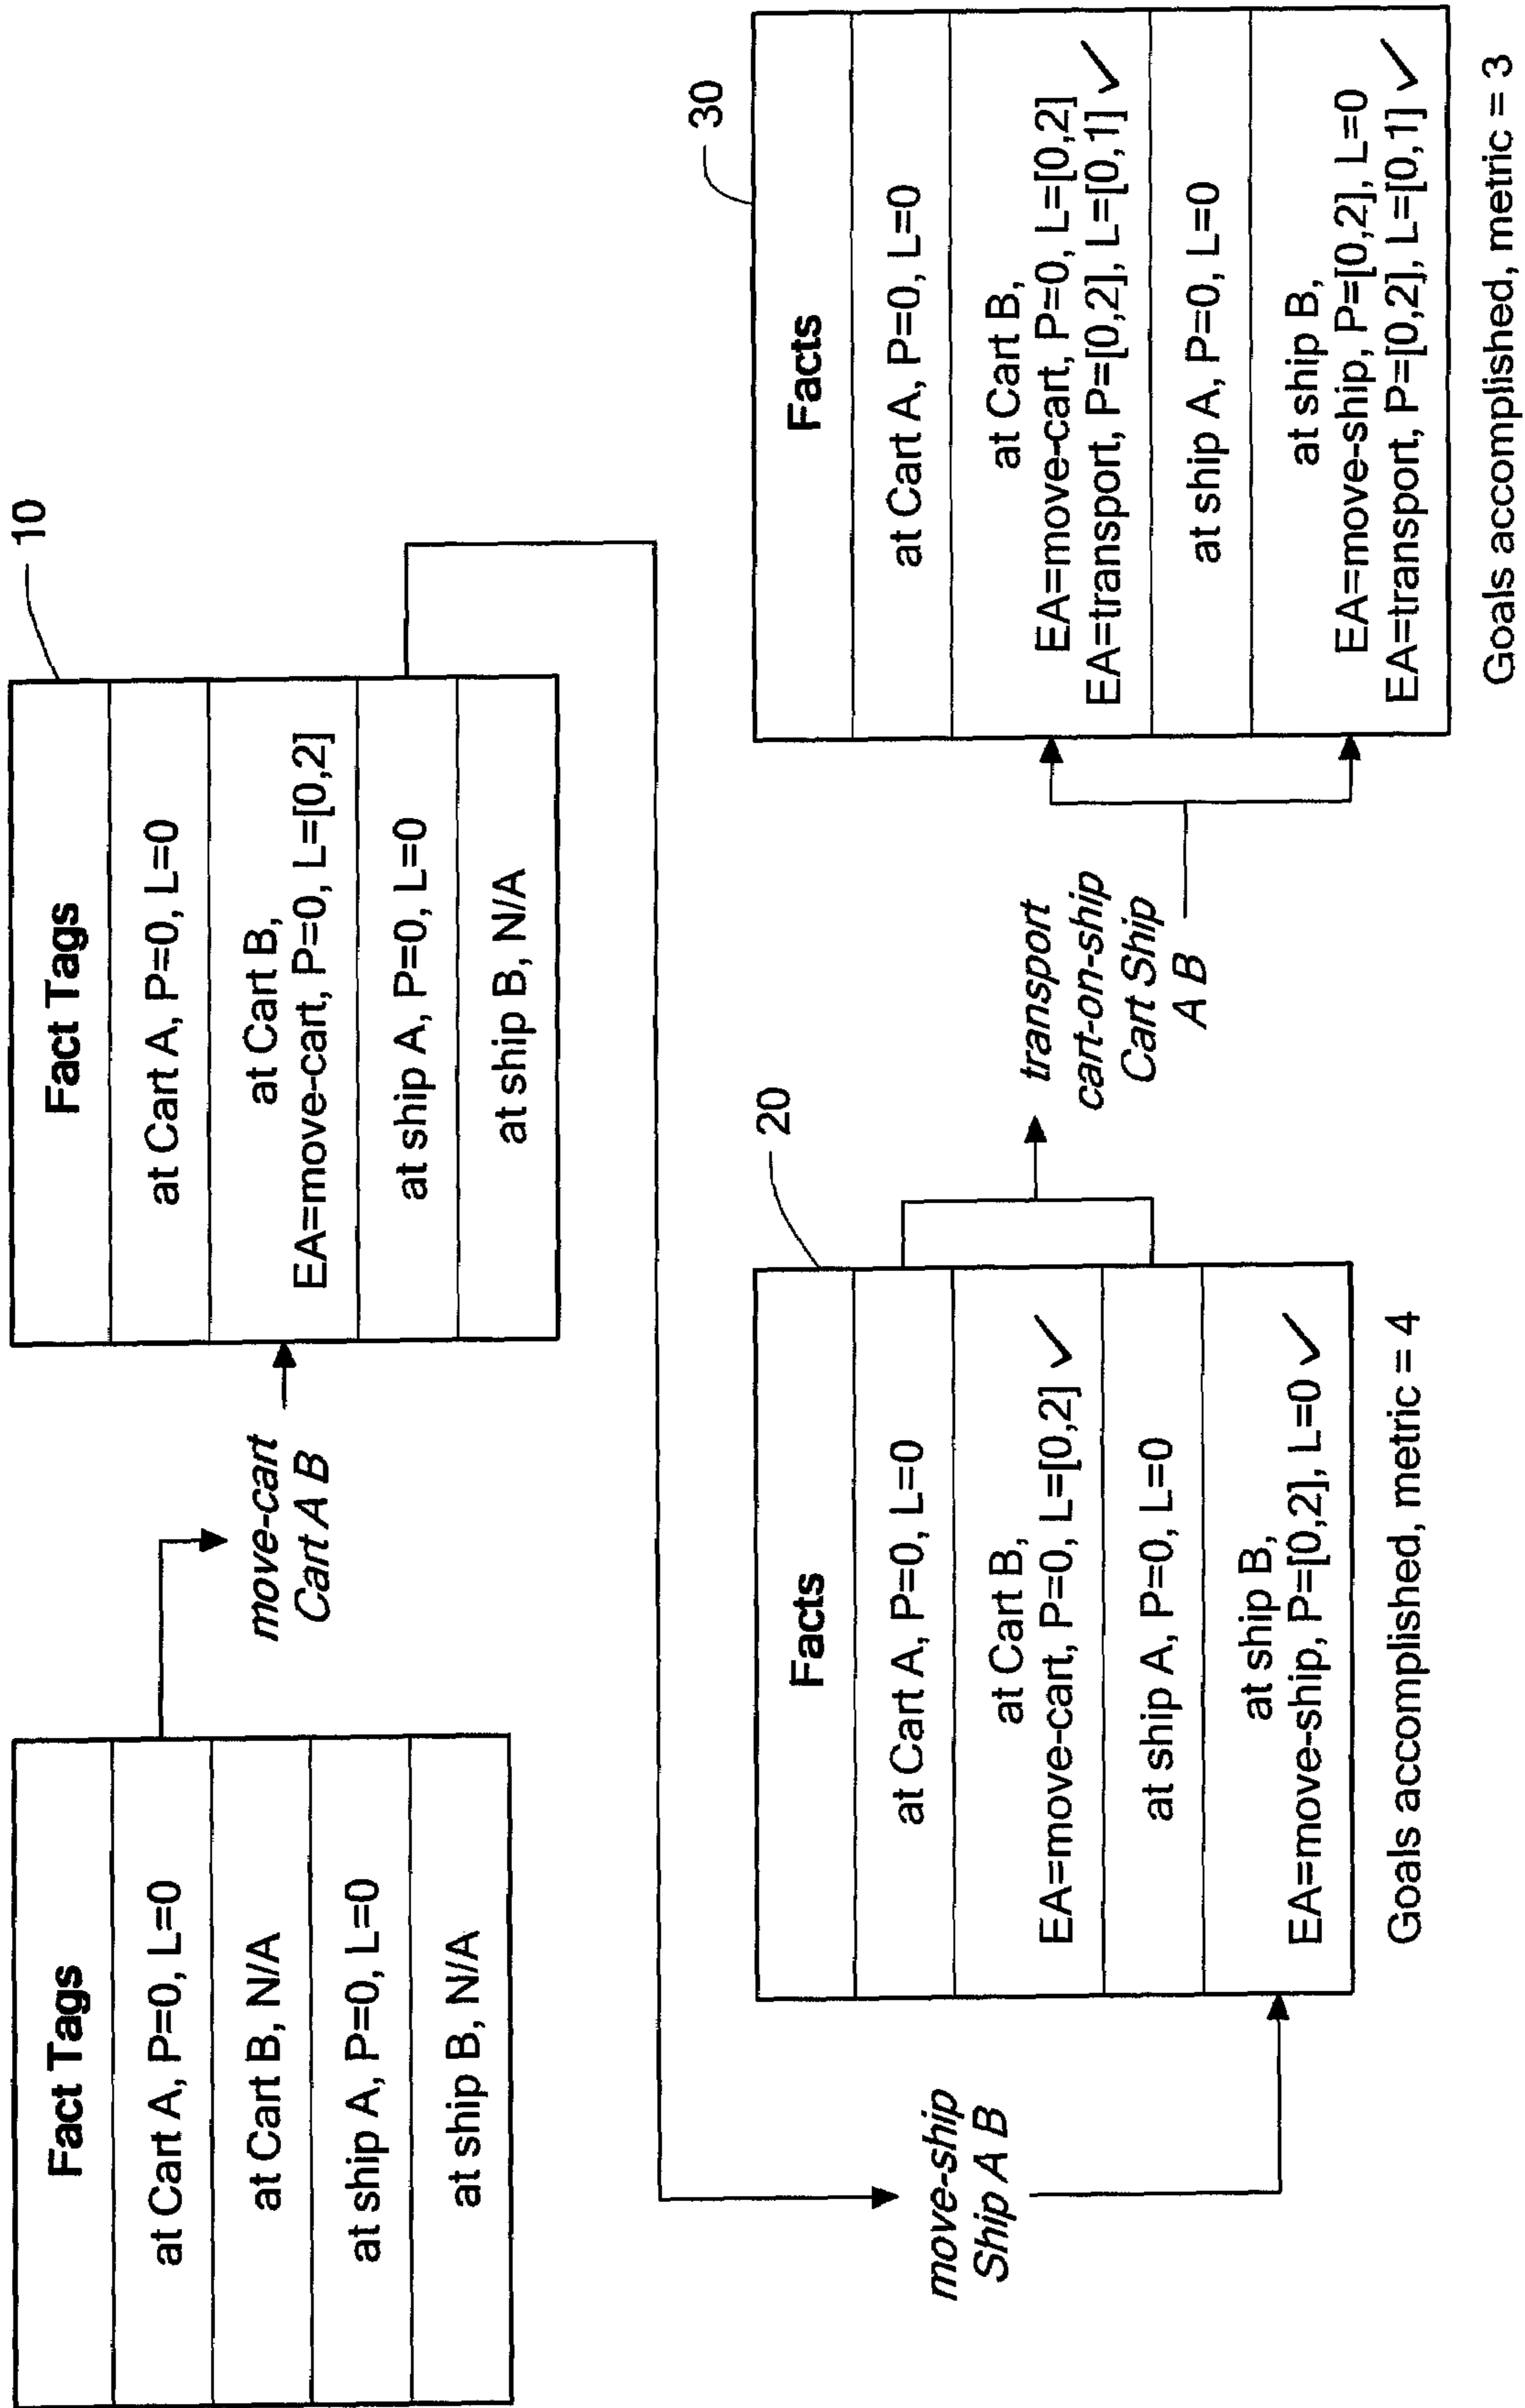 Fact Tags
at Cart A, P=0, L=0
at Cart B, N/A
at ship A, P=0, L=0
at ship B, N/A
move-cart
Cart A B
10
Fact Tags
at Cart A, P=0, L=0
at Cart B,
EA=move-cart, P=0, L=[0,2]
at ship A, P=0, L=0
at ship B, N/A
move-ship
Ship A B
20
Facts
at Cart A, P=0, L=0
at Cart B,
EA=move-cart, P=0, L=[0,2] ✓
at ship A, P=0, L=0
at ship B,
EA=move-ship, P=[0,2], L=0 ✓
Goals accomplished, metric = 4
transport
cart-on-ship
Cart Ship
A B
30
Facts
at Cart A, P=0, L=0
at Cart B,
EA=move-cart, P=0, L=[0,2]
EA=transport, P=[0,2], L=[0,1] ✓
at ship A, P=0, L=0
at ship B,
EA=move-ship, P=[0,2], L=0
EA=transport, P=[0,2], L=[0,1] ✓
Goals accomplished, metric = 3